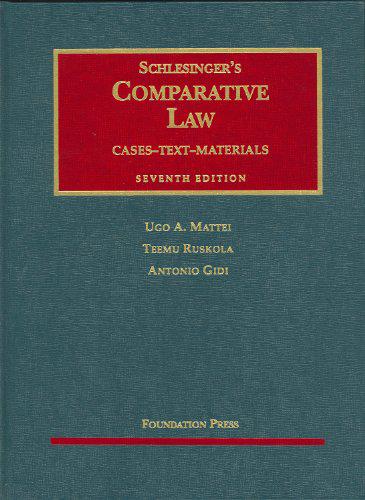 SCHLESINGER'S
COMPARATIVE
LAW
CASES–TEXT–MATERIALS
SEVENTH EDITION
UGO A. MATTEI
TEEMU RUSKOLA
ANTONIO GIDI
FOUNDATION PRESS